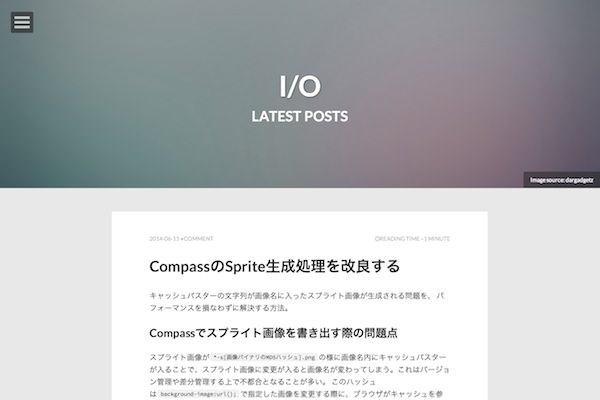 I/O
LATEST POSTS
Image source: dargadgetz
2014-06-15 •COMMENT
READING TIME ~1 MINUTE
CompassのSprite生成処理を改良する
キャッシュバスターの文字列が画像名に入ったスプライト画像が生成される問題を、パ
フォーマンスを損なわずに解決する方法。
Compassでスプライト画像を書き出す際の問題点
スプライト画像が *-s[画像バイナリのMD5ハッシュ].png の様に画像名内にキャッシュバスター
が入ることで、スプライト画像に変更が入ると画像名が変わってしまう。これはバージョ
ン管理や差分管理する上で不都合となることが多い。 このハッシュ
は background-image:url(); で指定した画像を変更する際に、ブラウザがキャッシュを参